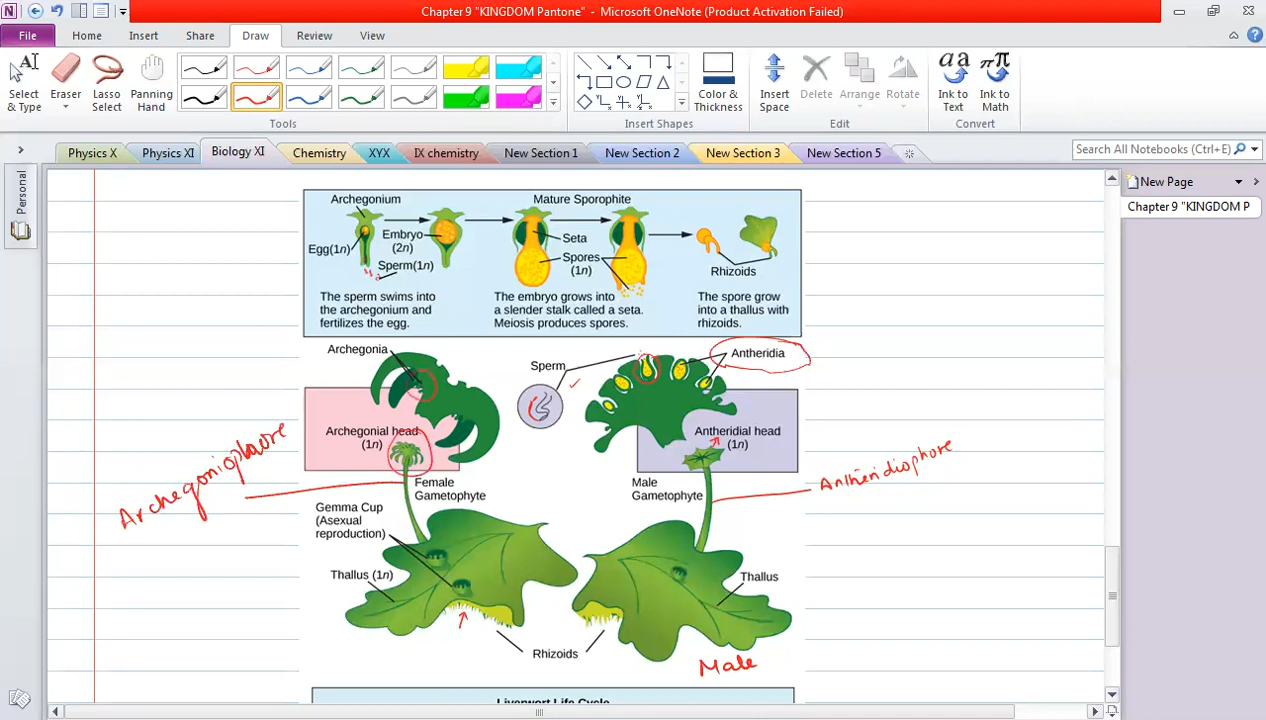 Chapter 9 "KINGDOM Pantone" - Microsoft OneNote (Product Activation Failed)
File Home Insert Share Draw Review View
Select & Type
Eraser
Lasso Select
Panning Hand
Color & Thickness
Insert Space
Delete
Arrange
Rotate
Ink to Text
Ink to Math
Tools
Insert Shapes
Edit
Convert
Physics X Physics XI Biology XI Chemistry XYX IX chemistry New Section 1 New Section 2 New Section 3 New Section 5
Search All Notebooks (Ctrl+E)
Personal
New Page
Chapter 9 "KINGDOM P
Archegonium
Mature Sporophite
Egg(1n)
Embryo
(2n)
Sperm(1n)
Seta
Spores
(1n)
Rhizoids
The sperm swims into
the archegonium and
fertilizes the egg.
The embryo grows into
a slender stalk called a seta.
Meiosis produces spores.
The spore grow
into a thallus with
rhizoids.
Archegonia
Sperm
Antheridia
Archegonial head
(1n)
Antheridial head
(1n)
Archegoniophore
Antheridiophore
Female
Gametophyte
Male
Gametophyte
Gemma Cup
(Asexual
reproduction)
Thallus (1n)
Thallus
Rhizoids
Male
Liverwort Life Cycle